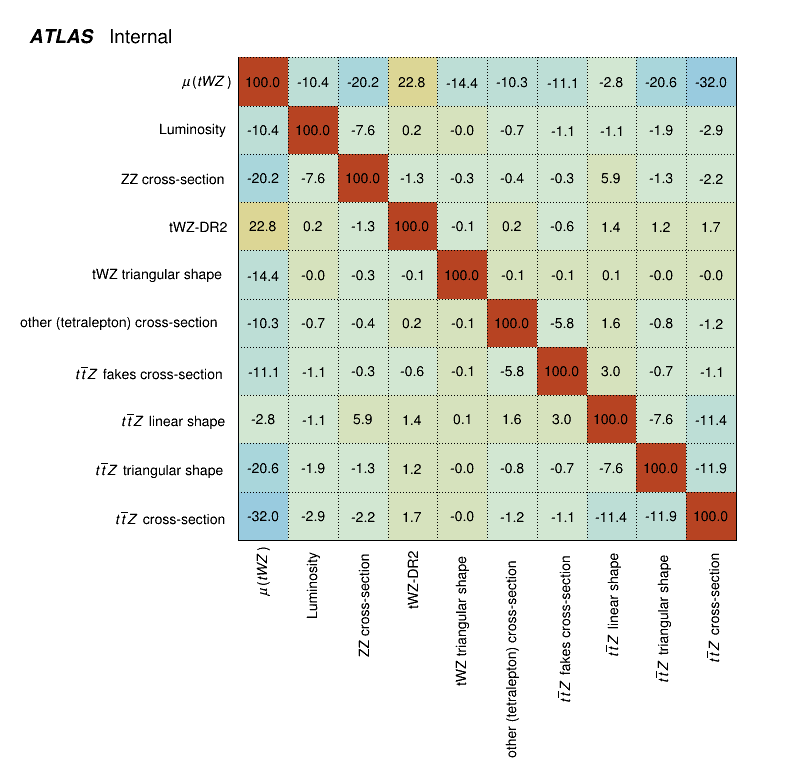 ATLAS Internal
μ(tWZ) 100.0 -10.4 -20.2 22.8 -14.4 -10.3 -11.1 -2.8 -20.6 -32.0
Luminosity -10.4 100.0 -7.6 0.2 -0.0 -0.7 -1.1 -1.1 -1.9 -2.9
ZZ cross-section -20.2 -7.6 100.0 -1.3 -0.3 -0.4 -0.3 5.9 -1.3 -2.2
tWZ-DR2 22.8 0.2 -1.3 100.0 -0.1 0.2 -0.6 1.4 1.2 1.7
tWZ triangular shape -14.4 -0.0 -0.3 -0.1 100.0 -0.1 -0.1 0.1 -0.0 -0.0
other (tetralepton) cross-section -10.3 -0.7 -0.4 0.2 -0.1 100.0 -5.8 1.6 -0.8 -1.2
tt̄Z fakes cross-section -11.1 -1.1 -0.3 -0.6 -0.1 -5.8 100.0 3.0 -0.7 -1.1
tt̄Z linear shape -2.8 -1.1 5.9 1.4 0.1 1.6 3.0 100.0 -7.6 -11.4
tt̄Z triangular shape -20.6 -1.9 -1.3 1.2 -0.0 -0.8 -0.7 -7.6 100.0 -11.9
tt̄Z cross-section -32.0 -2.9 -2.2 1.7 -0.0 -1.2 -1.1 -11.4 -11.9 100.0
μ(tWZ)
Luminosity
ZZ cross-section
tWZ-DR2
tWZ triangular shape
other (tetralepton) cross-section
tt̄Z fakes cross-section
tt̄Z linear shape
tt̄Z triangular shape
tt̄Z cross-section